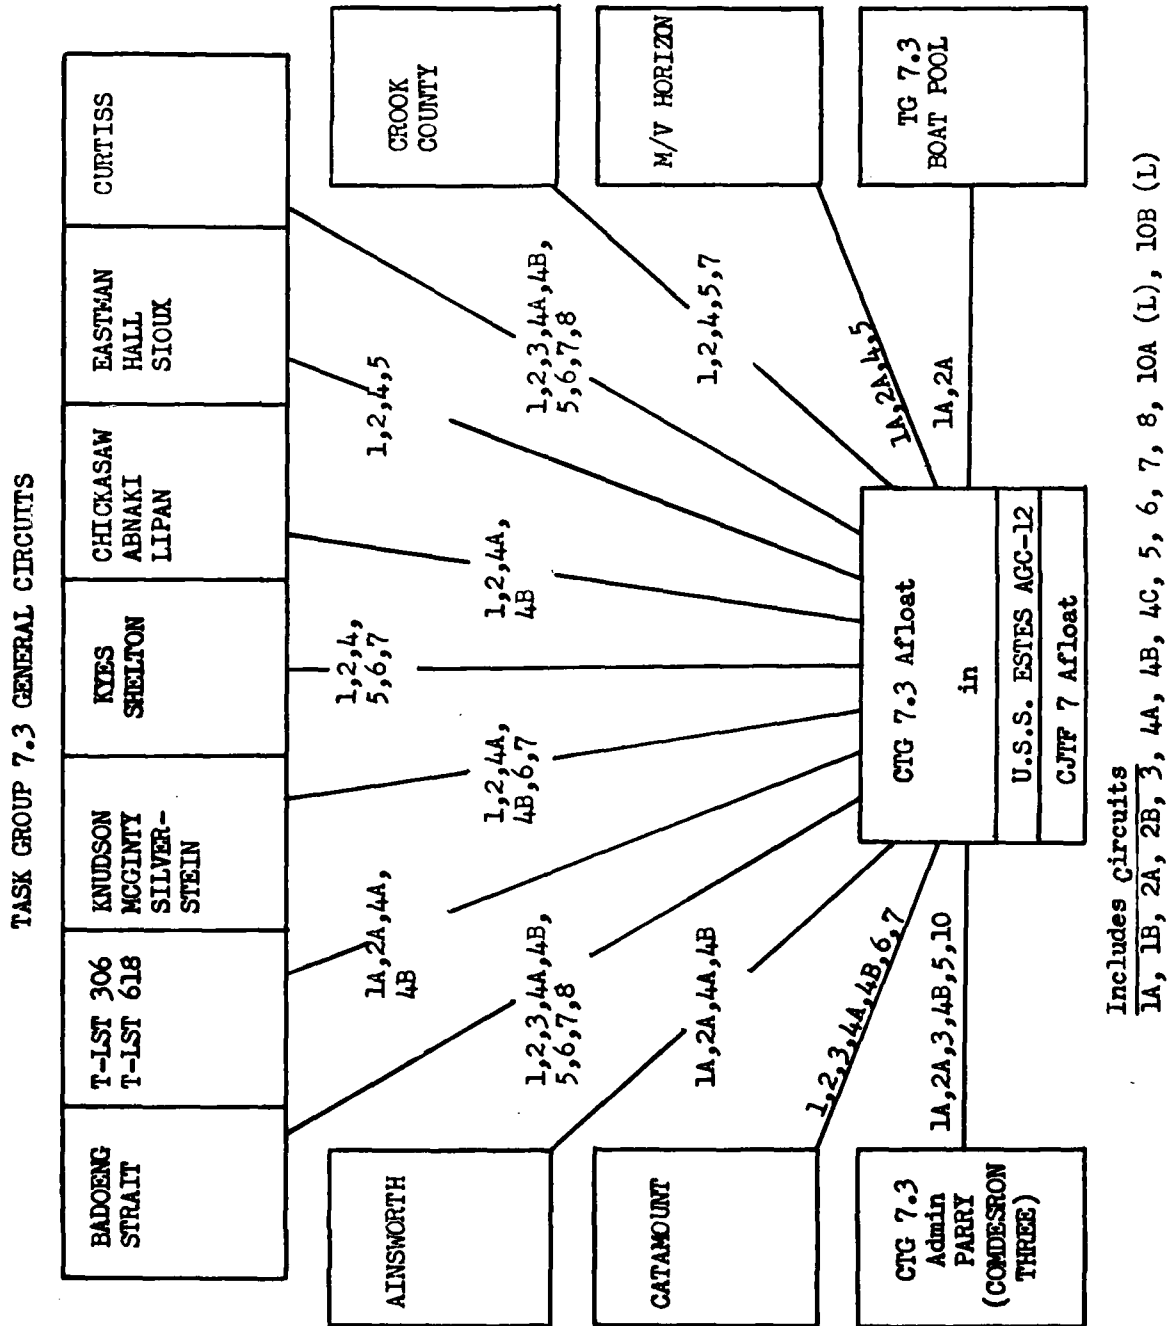 TASK GROUP 7.3 GENERAL CIRCUITS
BADOENG
STRAIT
T-LST 306
T-LST 618
KNUDSON
MCGINTY
SILVER-
STEIN
KYES
SHELTON
CHICKASAW
ABNAKI
LIPAN
EASTMAN
HALL
SIOUX
CURTISS
1,2,3,4A,4B,
5,6,7,8
1A,2A,4A,
4B
1,2,4A,
4B,6,7
1,2,4,
5,6,7
1,2,4A,
4B
1,2,4,5
1,2,3,4A,4B,
5,6,7,8
AINSWORTH
1A,2A,4A,4B
CATAMOUNT
1,2,3,4A,4B,6,7
CTG 7.3
Admin
PARRY
(COMDESRON
THREE)
1A,2A,3,4B,5,10
CROOK
COUNTY
1,2,4,5,7
M/V HORIZON
1A,2A,4,5
TG 7.3
BOAT POOL
1A,2A
CTG 7.3 Afloat
in
U.S.S. ESTES AGC-12
CJTF 7 Afloat
Includes Circuits
1A, 1B, 2A, 2B, 3, 4A, 4B, 4C, 5, 6, 7, 8, 10A (L), 10B (L)